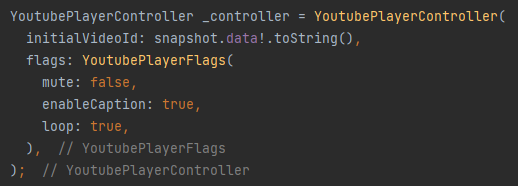 YoutubePlayerController _controller = YoutubePlayerController(
  initialVideoId: snapshot.data!.toString(),
  flags: YoutubePlayerFlags(
    mute: false,
    enableCaption: true,
    loop: true,
  ),  // YoutubePlayerFlags
);  // YoutubePlayerController